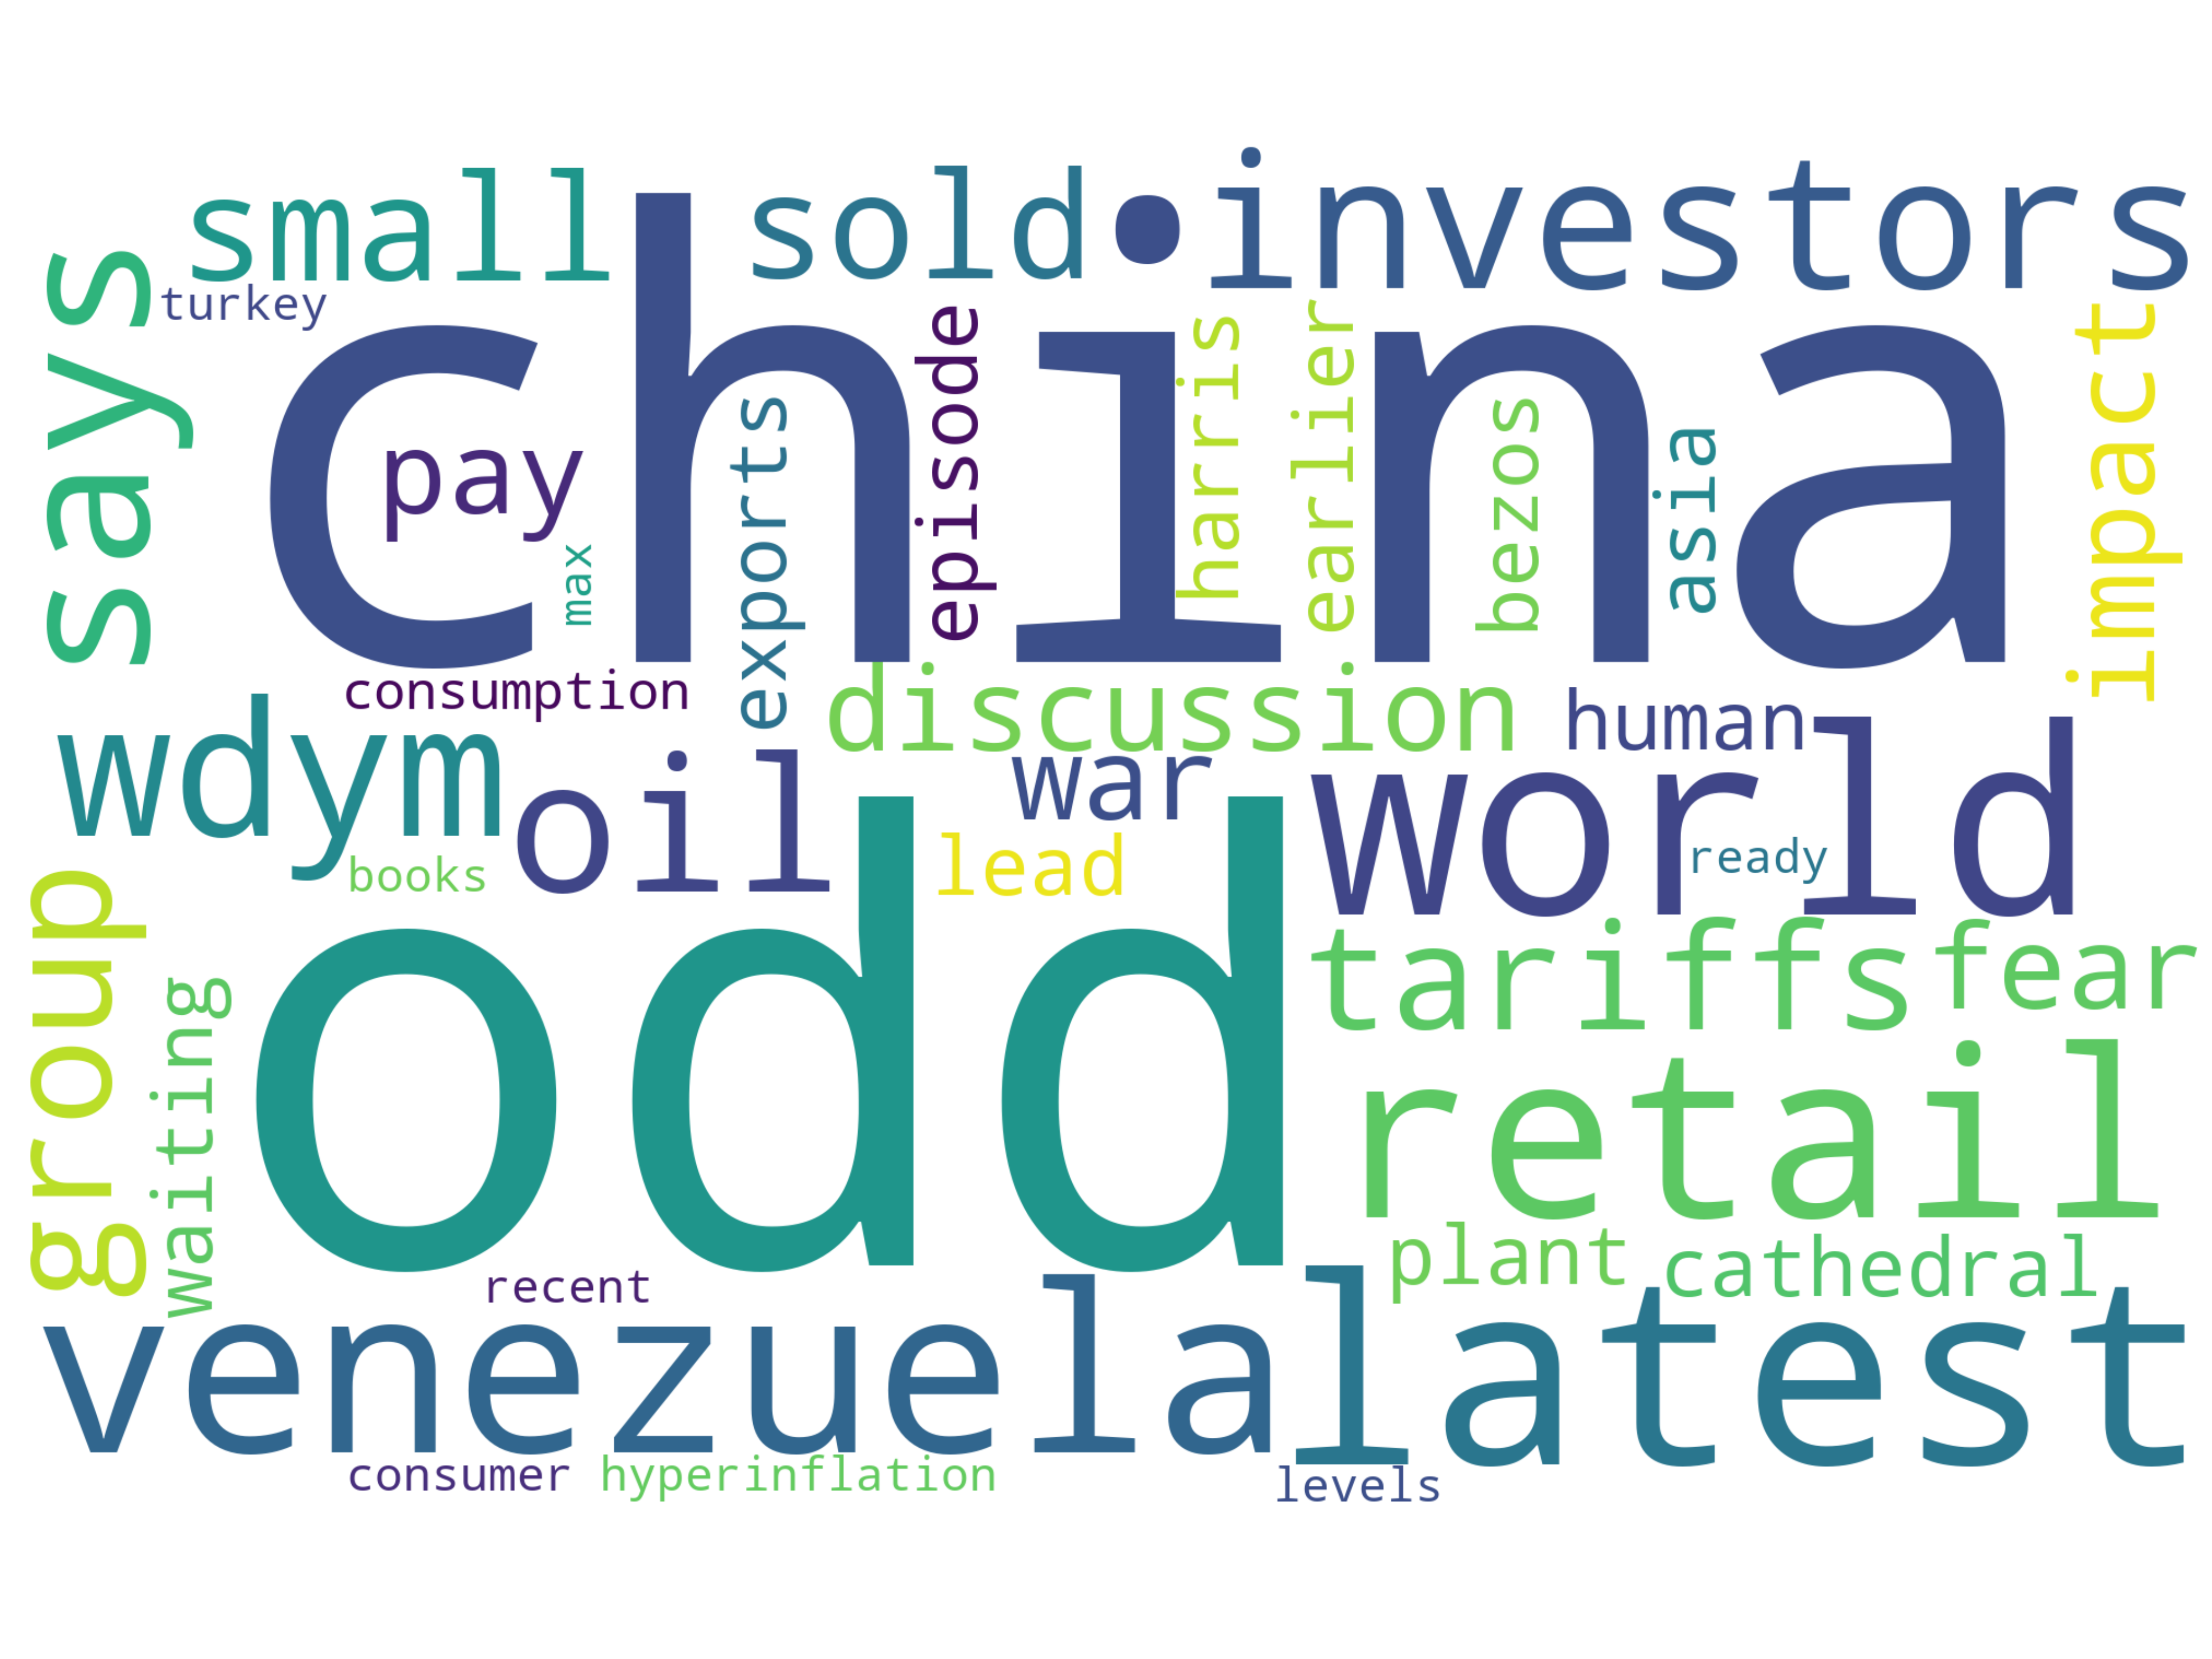 small
sold
investors
says
turkey
china
pay
max
exports
episode
harris
earlier
bezos
asia
impact
consumption
discussion
human
wdym
oil
war
world
books
lead
ready
group
waiting
odd
tariffs
fear
retail
plant
cathedral
recent
venezuela
latest
consumer
hyperinflation
levels